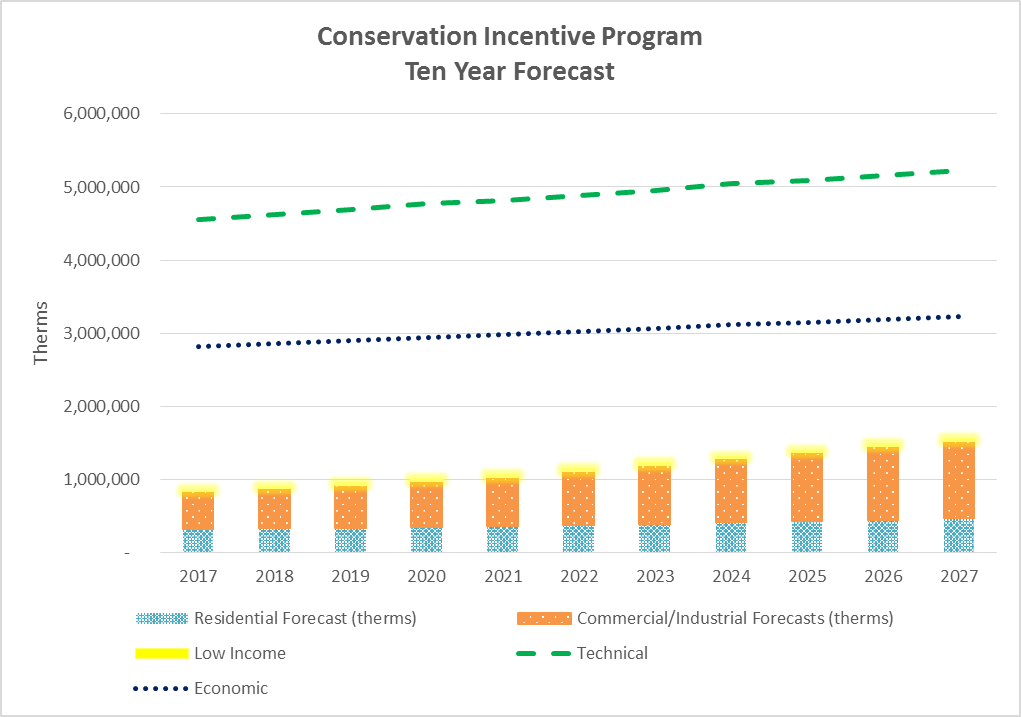 Conservation Incentive Program
Ten Year Forecast
6,000,000
5,000,000
4,000,000
3,000,000
2,000,000
1,000,000
-
Therms
2017 2018 2019 2020 2021 2022 2023 2024 2025 2026 2027
Residential Forecast (therms) Commercial/Industrial Forecasts (therms)
Low Income Technical
Economic